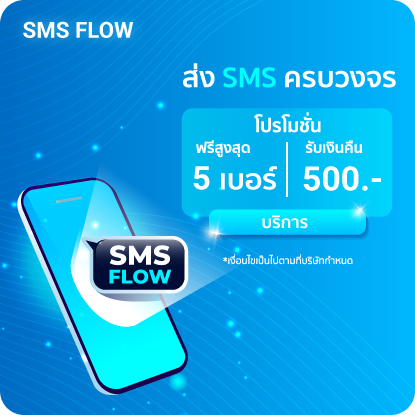 SMS FLOW
ส่ง SMS ครบวงจร
โปรโมชั่น
ฟรีสูงสุด
5 เบอร์
รับเงินคืน
500.-
บริการ
*เงื่อนไขเป็นไปตามที่บริษัทกำหนด
SMS
FLOW